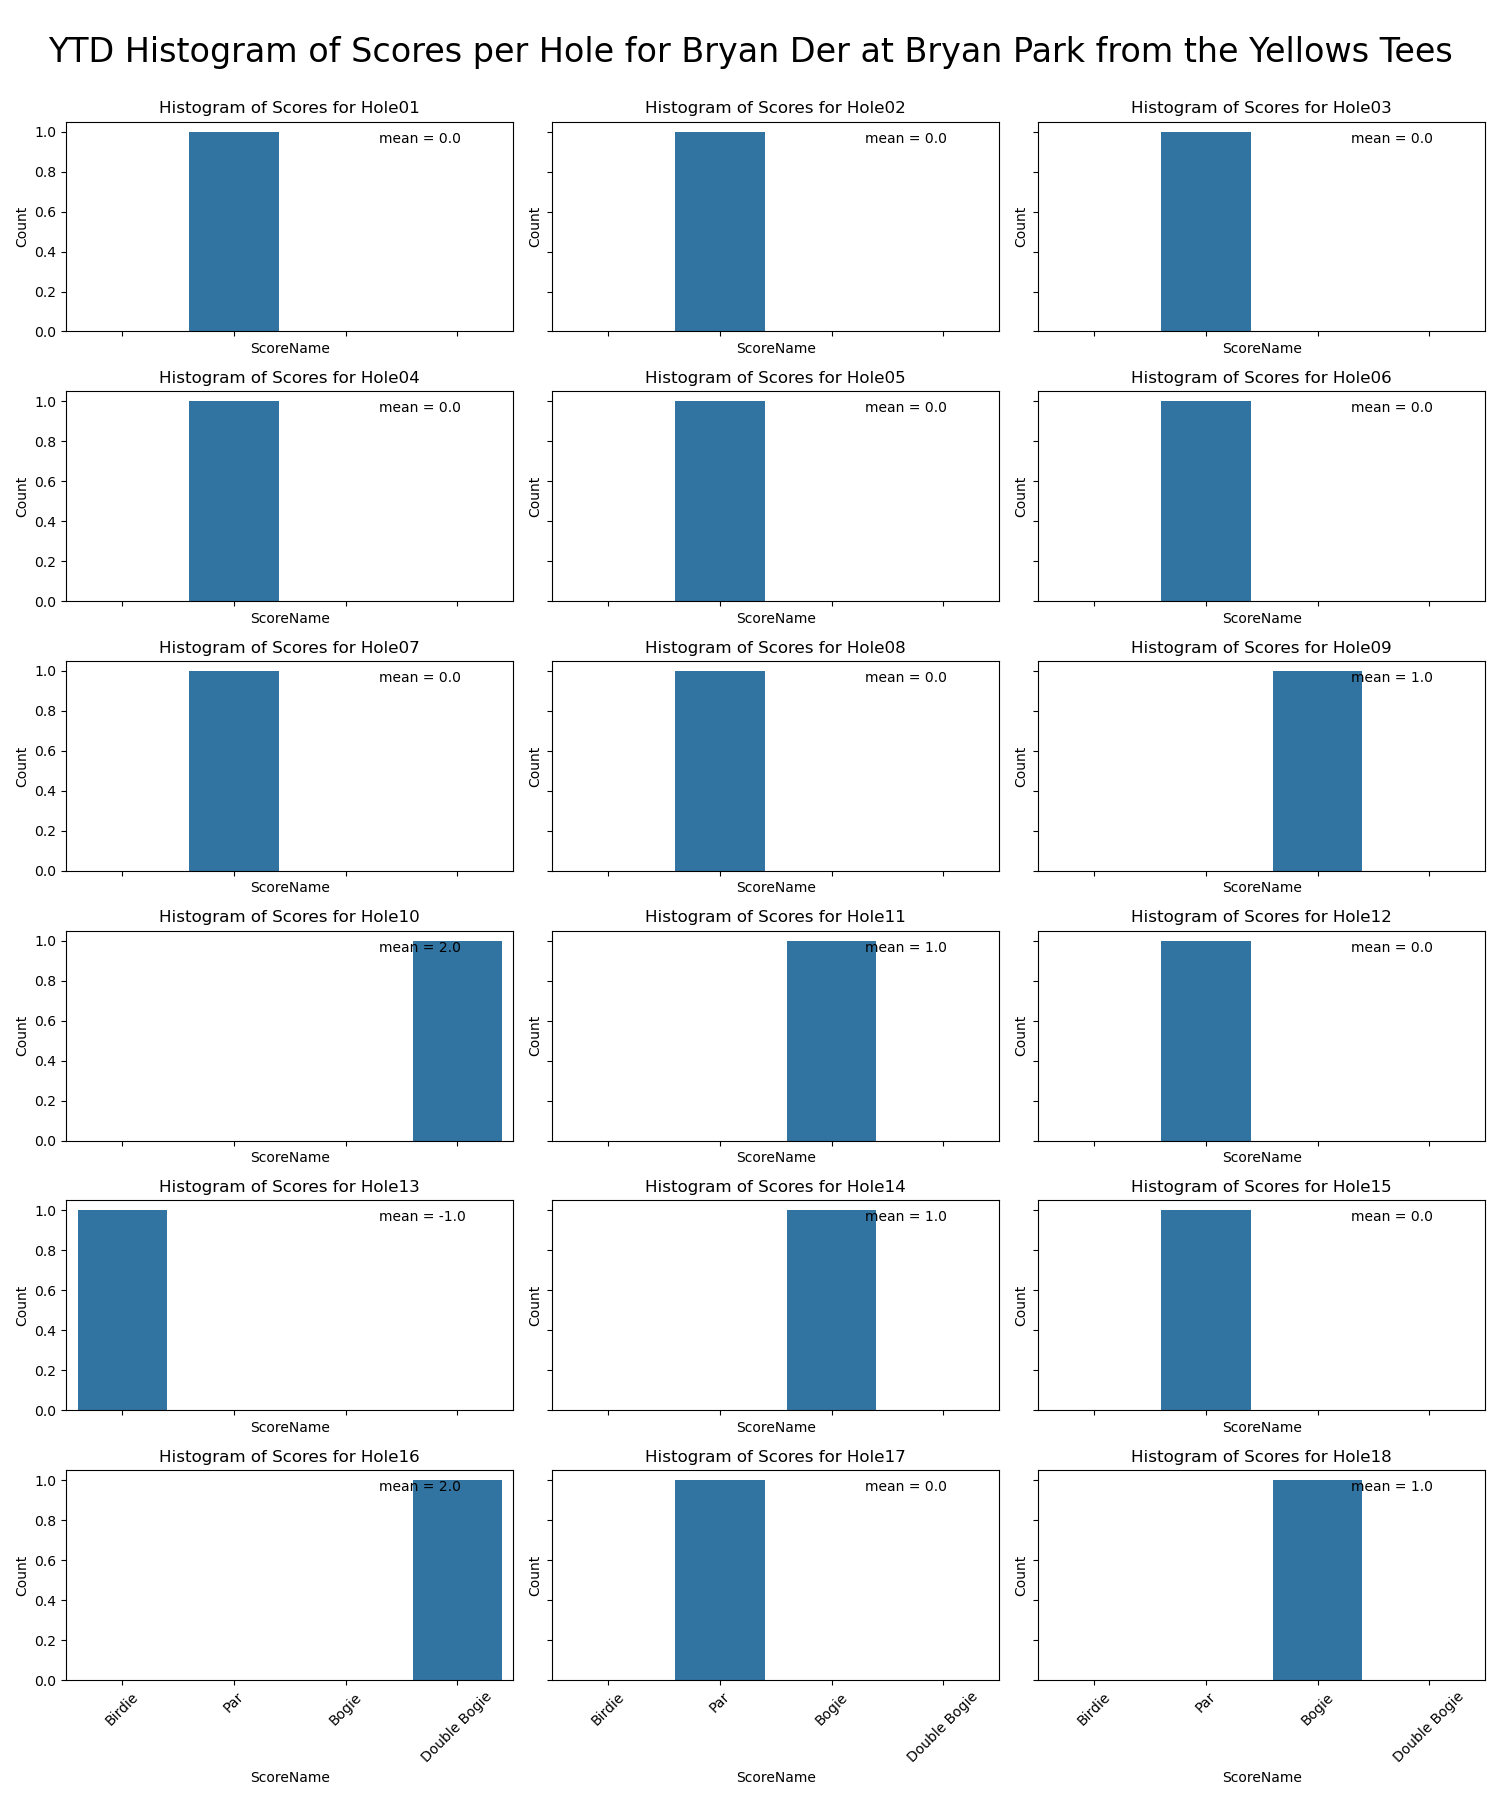 YTD Histogram of Scores per Hole for Bryan Der at Bryan Park from the Yellows Tees
Histogram of Scores for Hole01
mean = 0.0
Count
1.0
0.8
0.6
0.4
0.2
0.0
ScoreName
Histogram of Scores for Hole02
mean = 0.0
Count
ScoreName
Histogram of Scores for Hole03
mean = 0.0
Count
ScoreName
Histogram of Scores for Hole04
mean = 0.0
Count
1.0
0.8
0.6
0.4
0.2
0.0
ScoreName
Histogram of Scores for Hole05
mean = 0.0
Count
ScoreName
Histogram of Scores for Hole06
mean = 0.0
Count
ScoreName
Histogram of Scores for Hole07
mean = 0.0
Count
1.0
0.8
0.6
0.4
0.2
0.0
ScoreName
Histogram of Scores for Hole08
mean = 0.0
Count
ScoreName
Histogram of Scores for Hole09
mean = 1.0
Count
ScoreName
Histogram of Scores for Hole10
mean = 2.0
Count
1.0
0.8
0.6
0.4
0.2
0.0
ScoreName
Histogram of Scores for Hole11
mean = 1.0
Count
ScoreName
Histogram of Scores for Hole12
mean = 0.0
Count
ScoreName
Histogram of Scores for Hole13
mean = -1.0
Count
1.0
0.8
0.6
0.4
0.2
0.0
ScoreName
Histogram of Scores for Hole14
mean = 1.0
Count
ScoreName
Histogram of Scores for Hole15
mean = 0.0
Count
ScoreName
Histogram of Scores for Hole16
mean = 2.0
Count
1.0
0.8
0.6
0.4
0.2
0.0
Birdie
Par
Bogie
Double Bogie
ScoreName
Histogram of Scores for Hole17
mean = 0.0
Count
Birdie
Par
Bogie
Double Bogie
ScoreName
Histogram of Scores for Hole18
mean = 1.0
Count
Birdie
Par
Bogie
Double Bogie
ScoreName